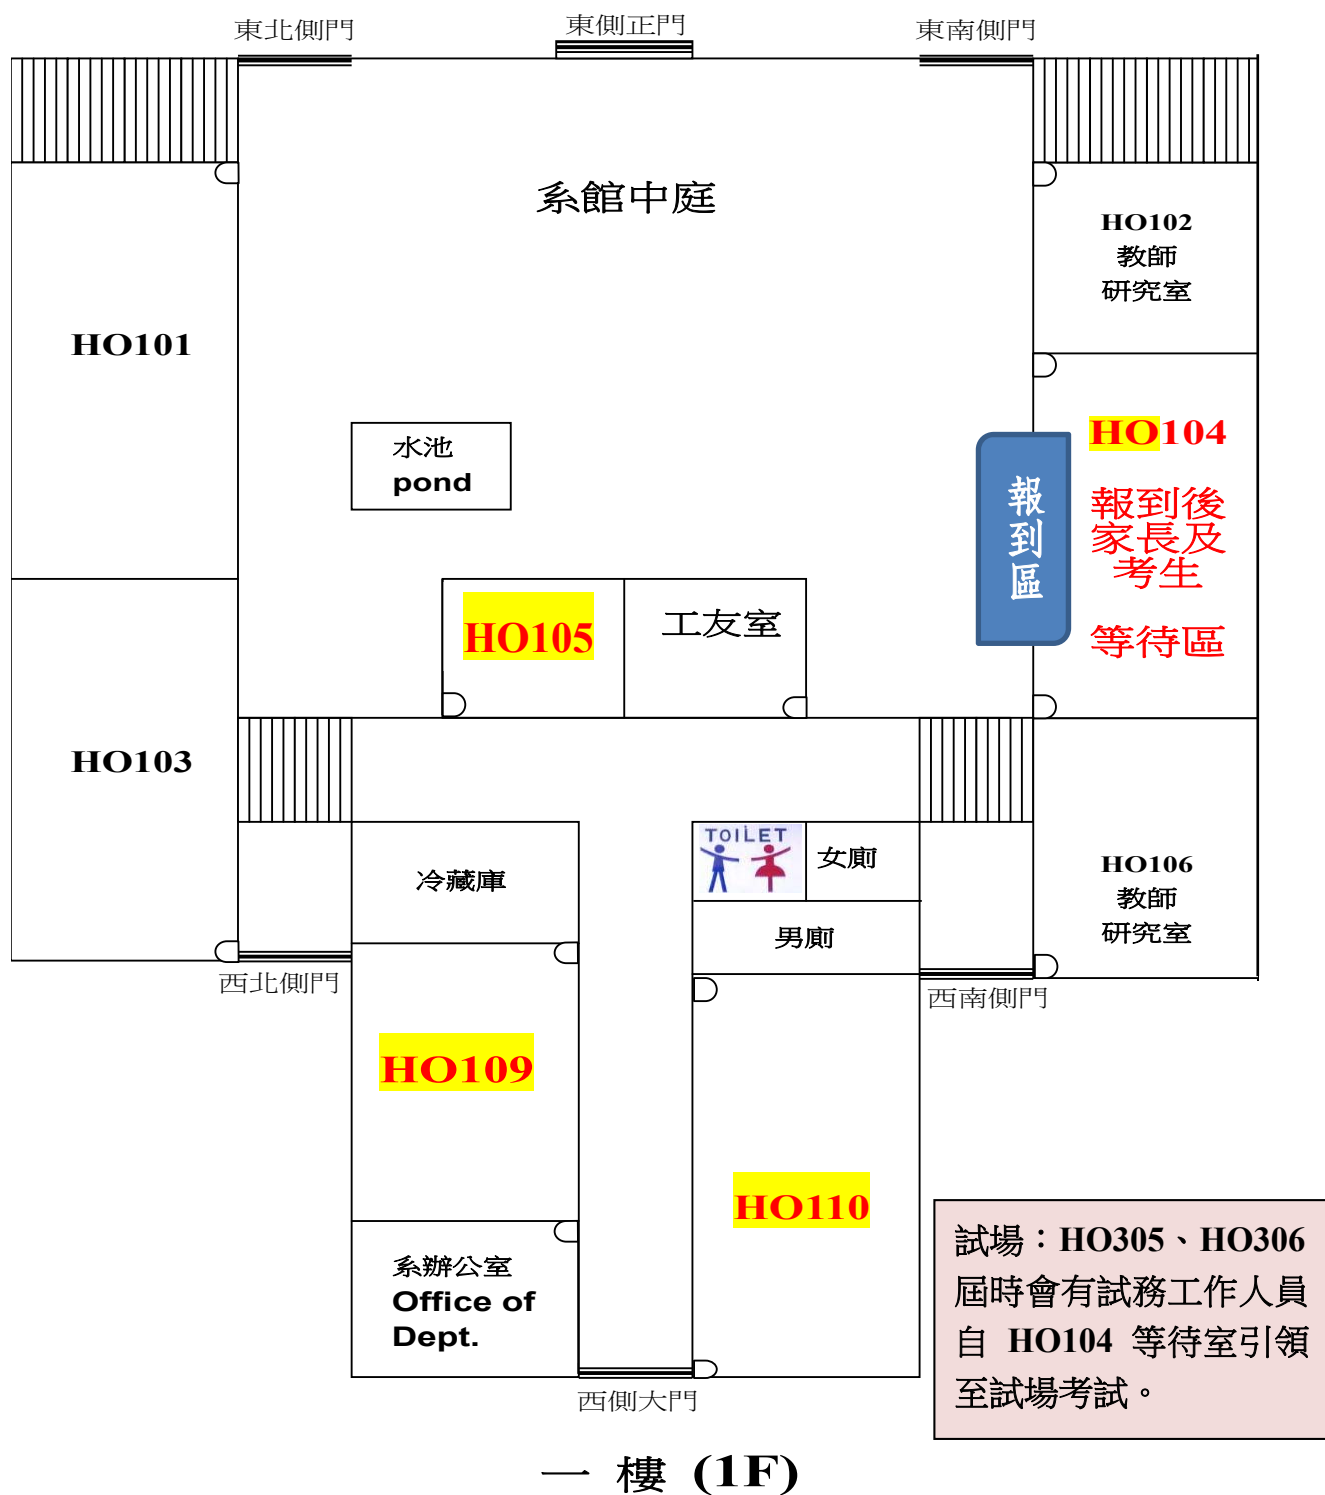 東北側門
東側正門
東南側門
系館中庭
HO102
教師
研究室
HO101
HO104
報到後
家長及
考生
等待區
報到區
水池
pond
HO105
工友室
HO103
TOILET
女廁
冷藏庫
男廁
HO106
教師
研究室
西北側門
西南側門
HO109
HO110
系辦公室
Office of
Dept.
試場：HO305、HO306
屆時會有試務工作人員
自 HO104 等待室引領
至試場考試。
西側大門
一 樓 (1F)